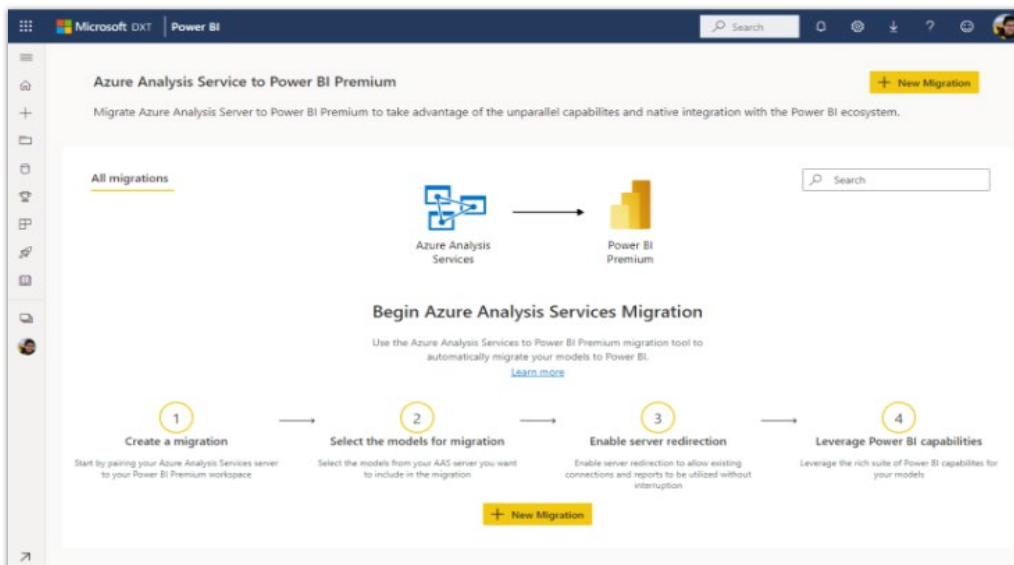 Microsoft DXT Power BI
Search
Azure Analysis Service to Power BI Premium
+ New Migration
Migrate Azure Analysis Server to Power BI Premium to take advantage of the unparallel capabilites and native integration with the Power BI ecosystem.
All migrations
Search
Azure Analysis
Services
Power BI
Premium
Begin Azure Analysis Services Migration
Use the Azure Analysis Services to Power BI Premium migration tool to
automatically migrate your models to Power BI.
Learn more
1
Create a migration
Start by pairing your Azure Analysis Services server
to your Power BI Premium workspace
2
Select the models for migration
Select the models from your AAS server you want
to include in the migration
3
Enable server redirection
Enable server redirection to allow existing
connections and reports to be utilized without
interruption
4
Leverage Power BI capabilities
Leverage the rich suite of Power BI capabilites for
your models
+ New Migration